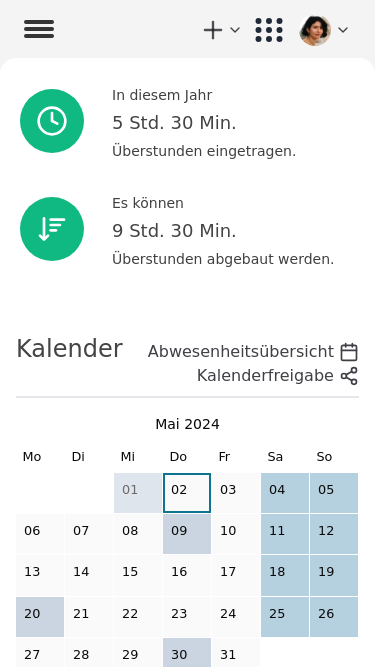 In diesem Jahr
5 Std. 30 Min.
Überstunden eingetragen.
Es können
9 Std. 30 Min.
Überstunden abgebaut werden.
Kalender
Abwesenheitsübersicht
Kalenderfreigabe
Mai 2024
Mo Di Mi Do Fr Sa So
01 02 03 04 05
06 07 08 09 10 11 12
13 14 15 16 17 18 19
20 21 22 23 24 25 26
27 28 29 30 31